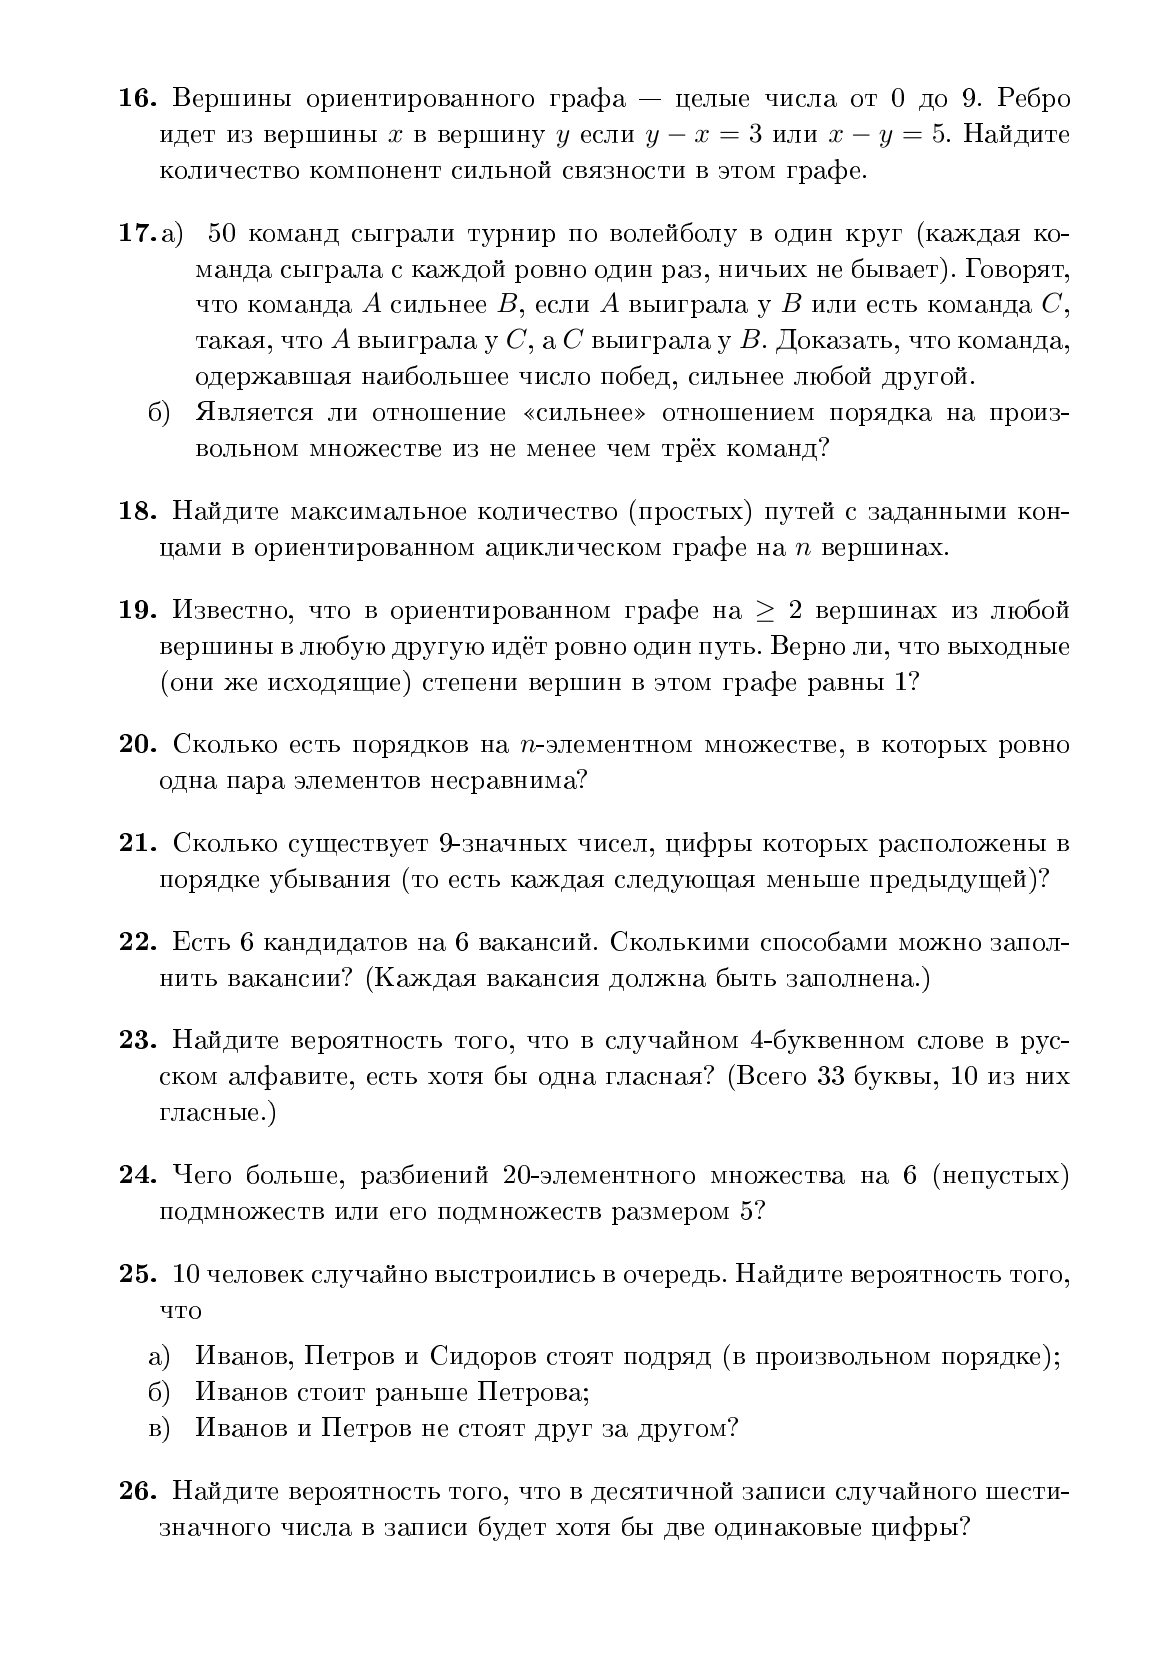 16. Вершины ориентированного графа — целые числа от 0 до 9. Ребро
идет из вершины x в вершину y если y − x = 3 или x − y = 5. Найдите
количество компонент сильной связности в этом графе.
17. а) 50 команд сыграли турнир по волейболу в один круг (каждая ко-
манда сыграла с каждой ровно один раз, ничьих не бывает). Говорят,
что команда A сильнее B, если A выиграла у B или есть команда C,
такая, что A выиграла у C, а C выиграла у B. Доказать, что команда,
одержавшая наибольшее число побед, сильнее любой другой.
б) Является ли отношение «сильнее» отношением порядка на произ-
вольном множестве из не менее чем трёх команд?
18. Найдите максимальное количество (простых) путей с заданными кон-
цами в ориентированном ациклическом графе на n вершинах.
19. Известно, что в ориентированном графе на ≥ 2 вершинах из любой
вершины в любую другую идёт ровно один путь. Верно ли, что выходные
(они же исходящие) степени вершин в этом графе равны 1?
20. Сколько есть порядков на n-элементном множестве, в которых ровно
одна пара элементов несравнима?
21. Сколько существует 9-значных чисел, цифры которых расположены в
порядке убывания (то есть каждая следующая меньше предыдущей)?
22. Есть 6 кандидатов на 6 вакансий. Сколькими способами можно запол-
нить вакансии? (Каждая вакансия должна быть заполнена.)
23. Найдите вероятность того, что в случайном 4-буквенном слове в рус-
ском алфавите, есть хотя бы одна гласная? (Всего 33 буквы, 10 из них
гласные.)
24. Чего больше, разбиений 20-элементного множества на 6 (непустых)
подмножеств или его подмножеств размером 5?
25. 10 человек случайно выстроились в очередь. Найдите вероятность того,
что
а) Иванов, Петров и Сидоров стоят подряд (в произвольном порядке);
б) Иванов стоит раньше Петрова;
в) Иванов и Петров не стоят друг за другом?
26. Найдите вероятность того, что в десятичной записи случайного шести-
значного числа в записи будет хотя бы две одинаковые цифры?